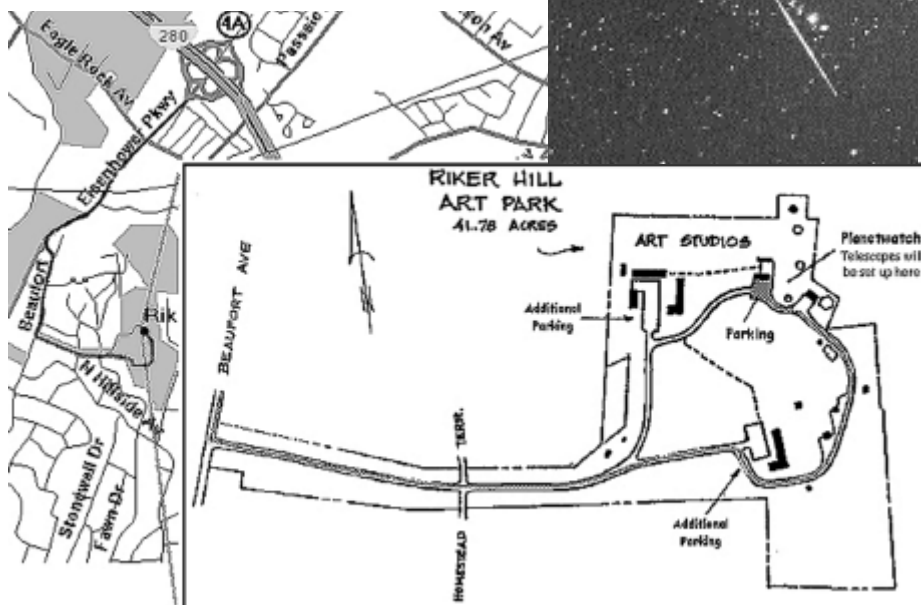 4A
280
Eagle Rock Av
Passaic
son Av
Eisenhower Pkwy
Beaufort
Rik
N Hillside Av
Stonewall Dr
Fawn Dr
RIKER HILL
ART PARK
41.78 ACRES
ART STUDIOS
Planetwatch
Telescopes will
be set up here
Additional
Parking
Parking
BEAUFORT AVE
HOMESTEAD TERR.
Additional
Parking